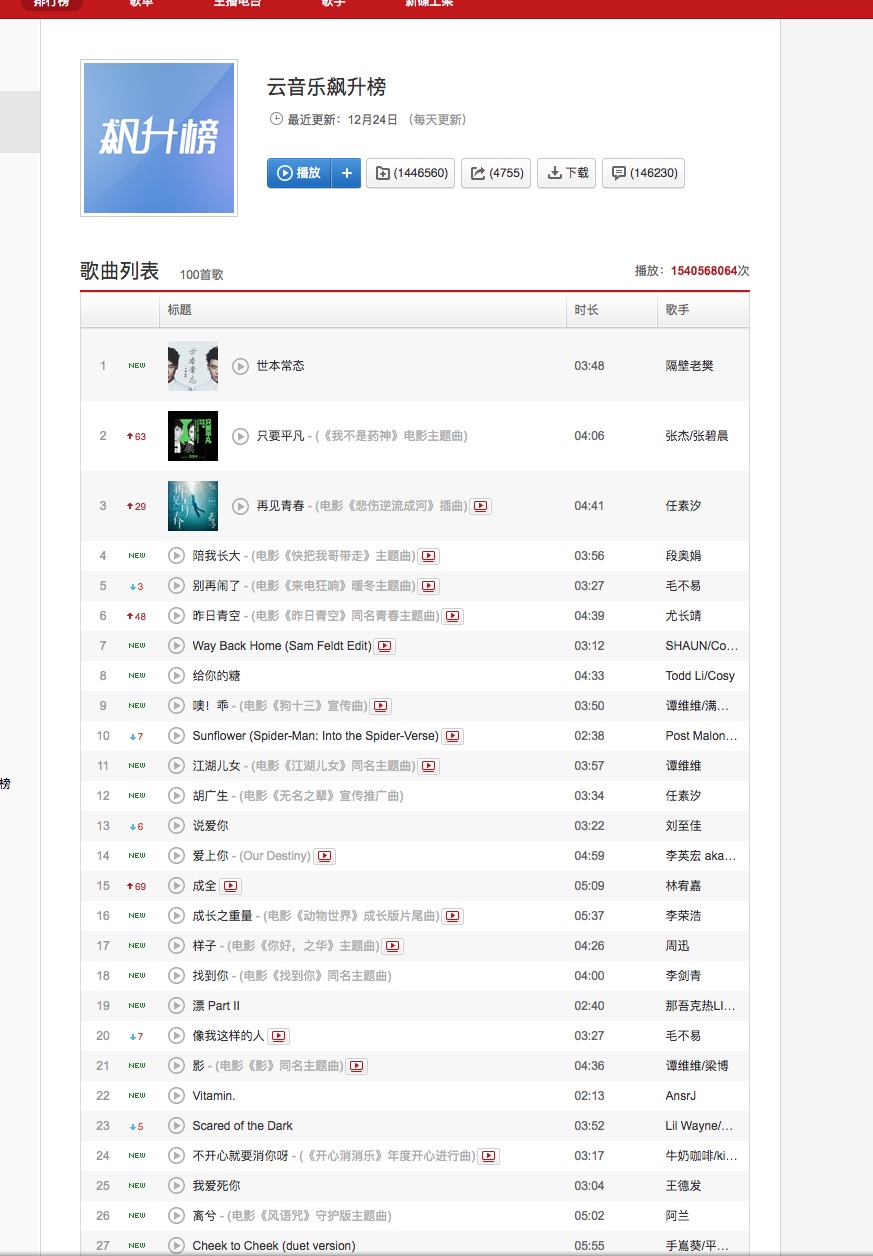 排行榜 歌单 主播电台 歌手 新碟上架
飙升榜
云音乐飙升榜
最近更新：12月24日 （每天更新）
播放 + (1446560) (4755) 下载 (146230)
歌曲列表 100首歌 播放：1540568064次
标题 时长 歌手
1 NEW 世本常态 03:48 隔壁老樊
2 63 只要平凡 - (《我不是药神》电影主题曲) 04:06 张杰/张碧晨
3 29 再见青春 - (电影《悲伤逆流成河》插曲) 04:41 任素汐
4 NEW 陪我长大 - (电影《快把我哥带走》主题曲) 03:56 段奥娟
5 3 别再闹了 - (电影《来电狂响》暖冬主题曲) 03:27 毛不易
6 48 昨日青空 - (电影《昨日青空》同名青春主题曲) 04:39 尤长靖
7 NEW Way Back Home (Sam Feldt Edit) 03:12 SHAUN/Co...
8 NEW 给你的糖 04:33 Todd Li/Cosy
9 NEW 噢！乖 - (电影《狗十三》宣传曲) 03:50 谭维维/满...
10 7 Sunflower (Spider-Man: Into the Spider-Verse) 02:38 Post Malon...
11 NEW 江湖儿女 - (电影《江湖儿女》同名主题曲) 03:57 谭维维
榜
12 NEW 胡广生 - (电影《无名之辈》宣传推广曲) 03:34 任素汐
13 6 说爱你 03:22 刘至佳
14 NEW 爱上你 - (Our Destiny) 04:59 李英宏 aka...
15 69 成全 05:09 林宥嘉
16 NEW 成长之重量 - (电影《动物世界》成长版片尾曲) 05:37 李荣浩
17 NEW 样子 - (电影《你好，之华》主题曲) 04:26 周迅
18 NEW 找到你 - (电影《找到你》同名主题曲) 04:00 李剑青
19 NEW 漂 Part II 02:40 那吾克热LI...
20 7 像我这样的人 03:27 毛不易
21 NEW 影 - (电影《影》同名主题曲) 04:36 谭维维/梁博
22 NEW Vitamin. 02:13 AnsrJ
23 5 Scared of the Dark 03:52 Lil Wayne/...
24 NEW 不开心就要消你呀 - (《开心消消乐》年度开心进行曲) 03:17 牛奶咖啡/ki...
25 NEW 我爱死你 03:04 王德发
26 NEW 离兮 - (电影《风语咒》守护版主题曲) 05:02 阿兰
27 NEW Cheek to Cheek (duet version) 05:55 手嶌葵/平...